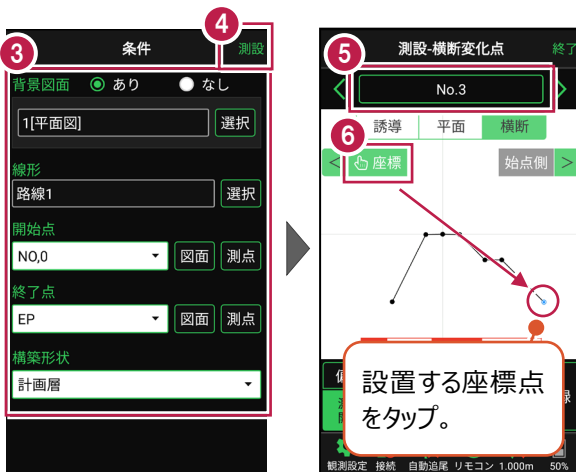 3
条件
4
測設
背景図面
あり
なし
1[平面図]
選択
線形
路線1
選択
開始点
NO,0
図面
測点
終了点
EP
図面
測点
構築形状
計画層
5
測設-横断変化点
終了
<
No.3
>
6
誘導
平面
横断
<
座標
始点側
>
設置する座標点
をタップ。
観測設定
接続
自動追尾
リモコン
1.000m
50%